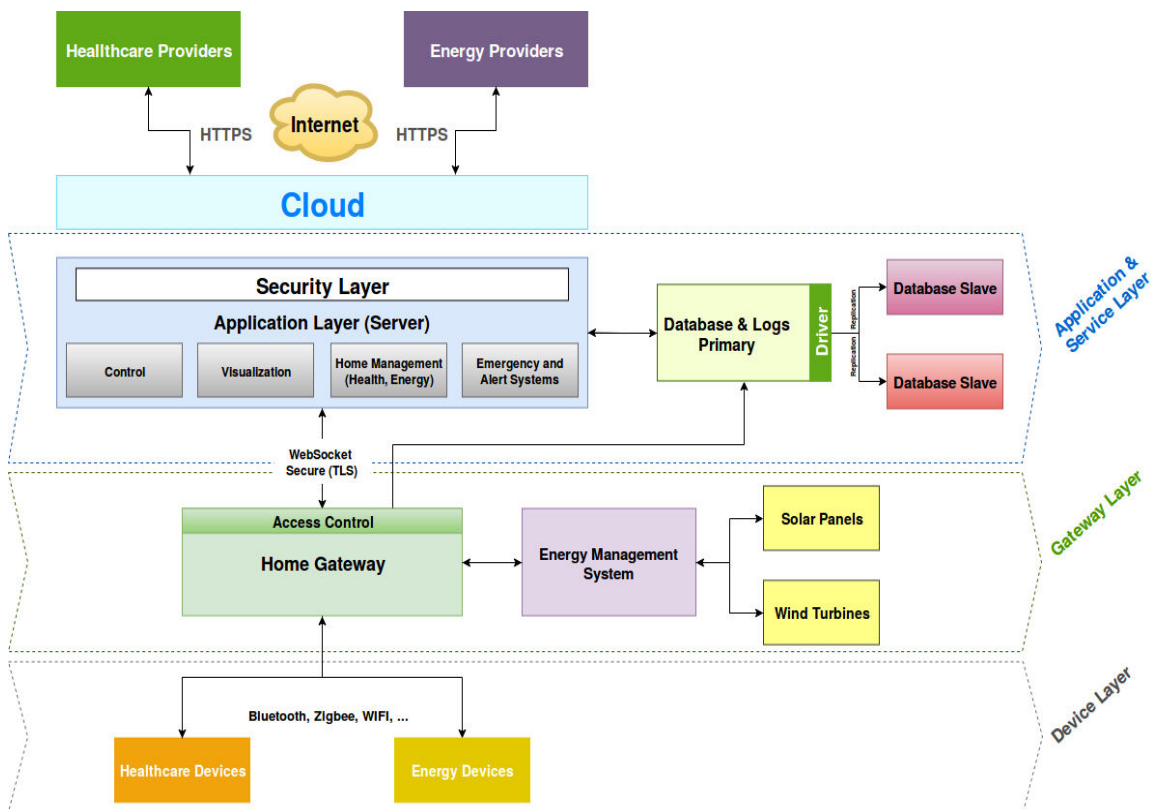 Heallthcare Providers
Energy Providers
HTTPS
Internet
HTTPS
Cloud
Security Layer
Application Layer (Server)
Control
Visualization
Home Management
(Health, Energy)
Emergency and
Alert Systems
Database & Logs
Primary
Driver
Replication
Replication
Database Slave
Database Slave
Application &
Service Layer
WebSocket
Secure (TLS)
Access Control
Home Gateway
Energy Management
System
Solar Panels
Wind Turbines
Gateway Layer
Bluetooth, Zigbee, WIFI, ...
Healthcare Devices
Energy Devices
Device Layer